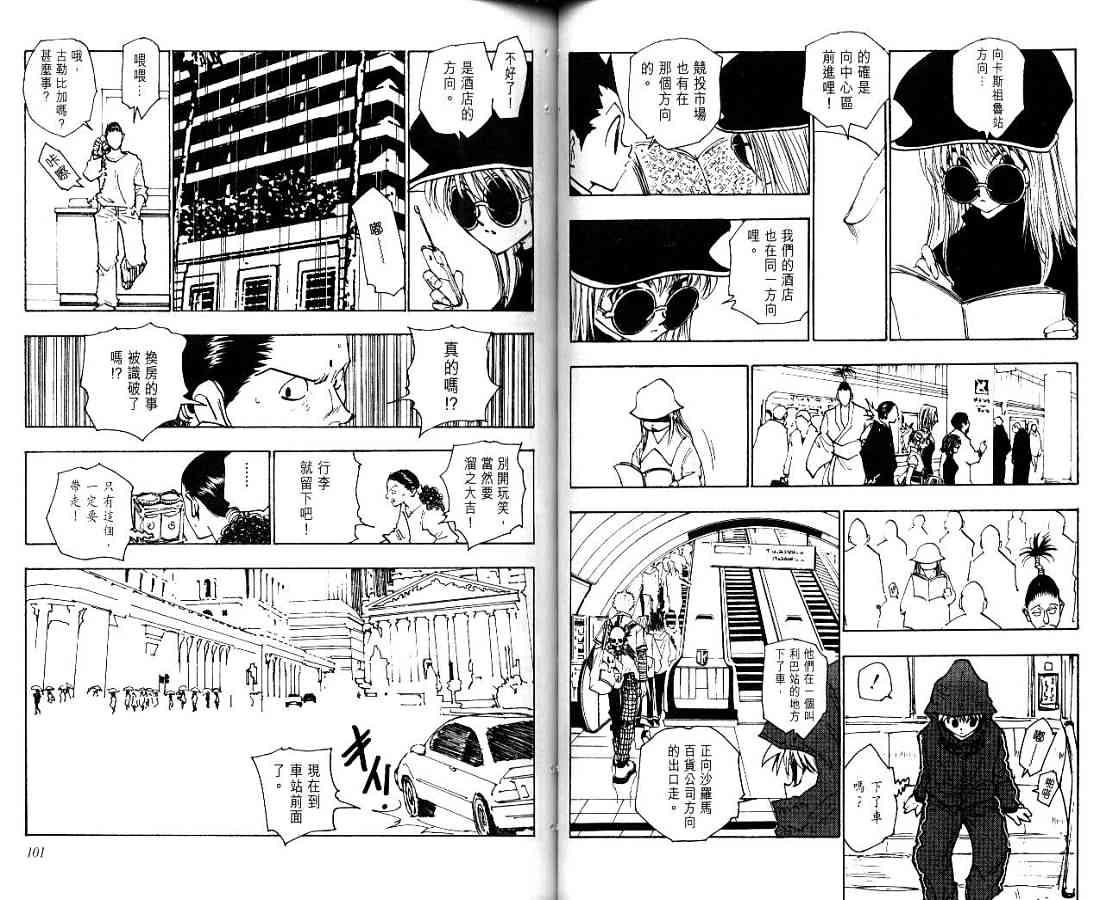 向卡斯祖魯站
方向…
的確是
向中心區
前進哩！
競投市場
也有在
那個方向
的。
我們的酒店
也在同一方向
哩。
！
嘟
下了車
嗎？
他們在一個叫
利巴站的地方
下了車，
正向沙羅馬
百貨公司方向
的出口走。
不好了！
是酒店的
方向。
嘟……
喂喂…
哦，
古勒比加嗎？
甚麼事？
咔嚓
真的嗎!?
換房的事
被識破了
嗎!?
別開玩笑，
當然要
溜之大吉！
行李
就留下吧！
……
只有這個，
一定要
帶走！
現在到
車站前面
了。
101